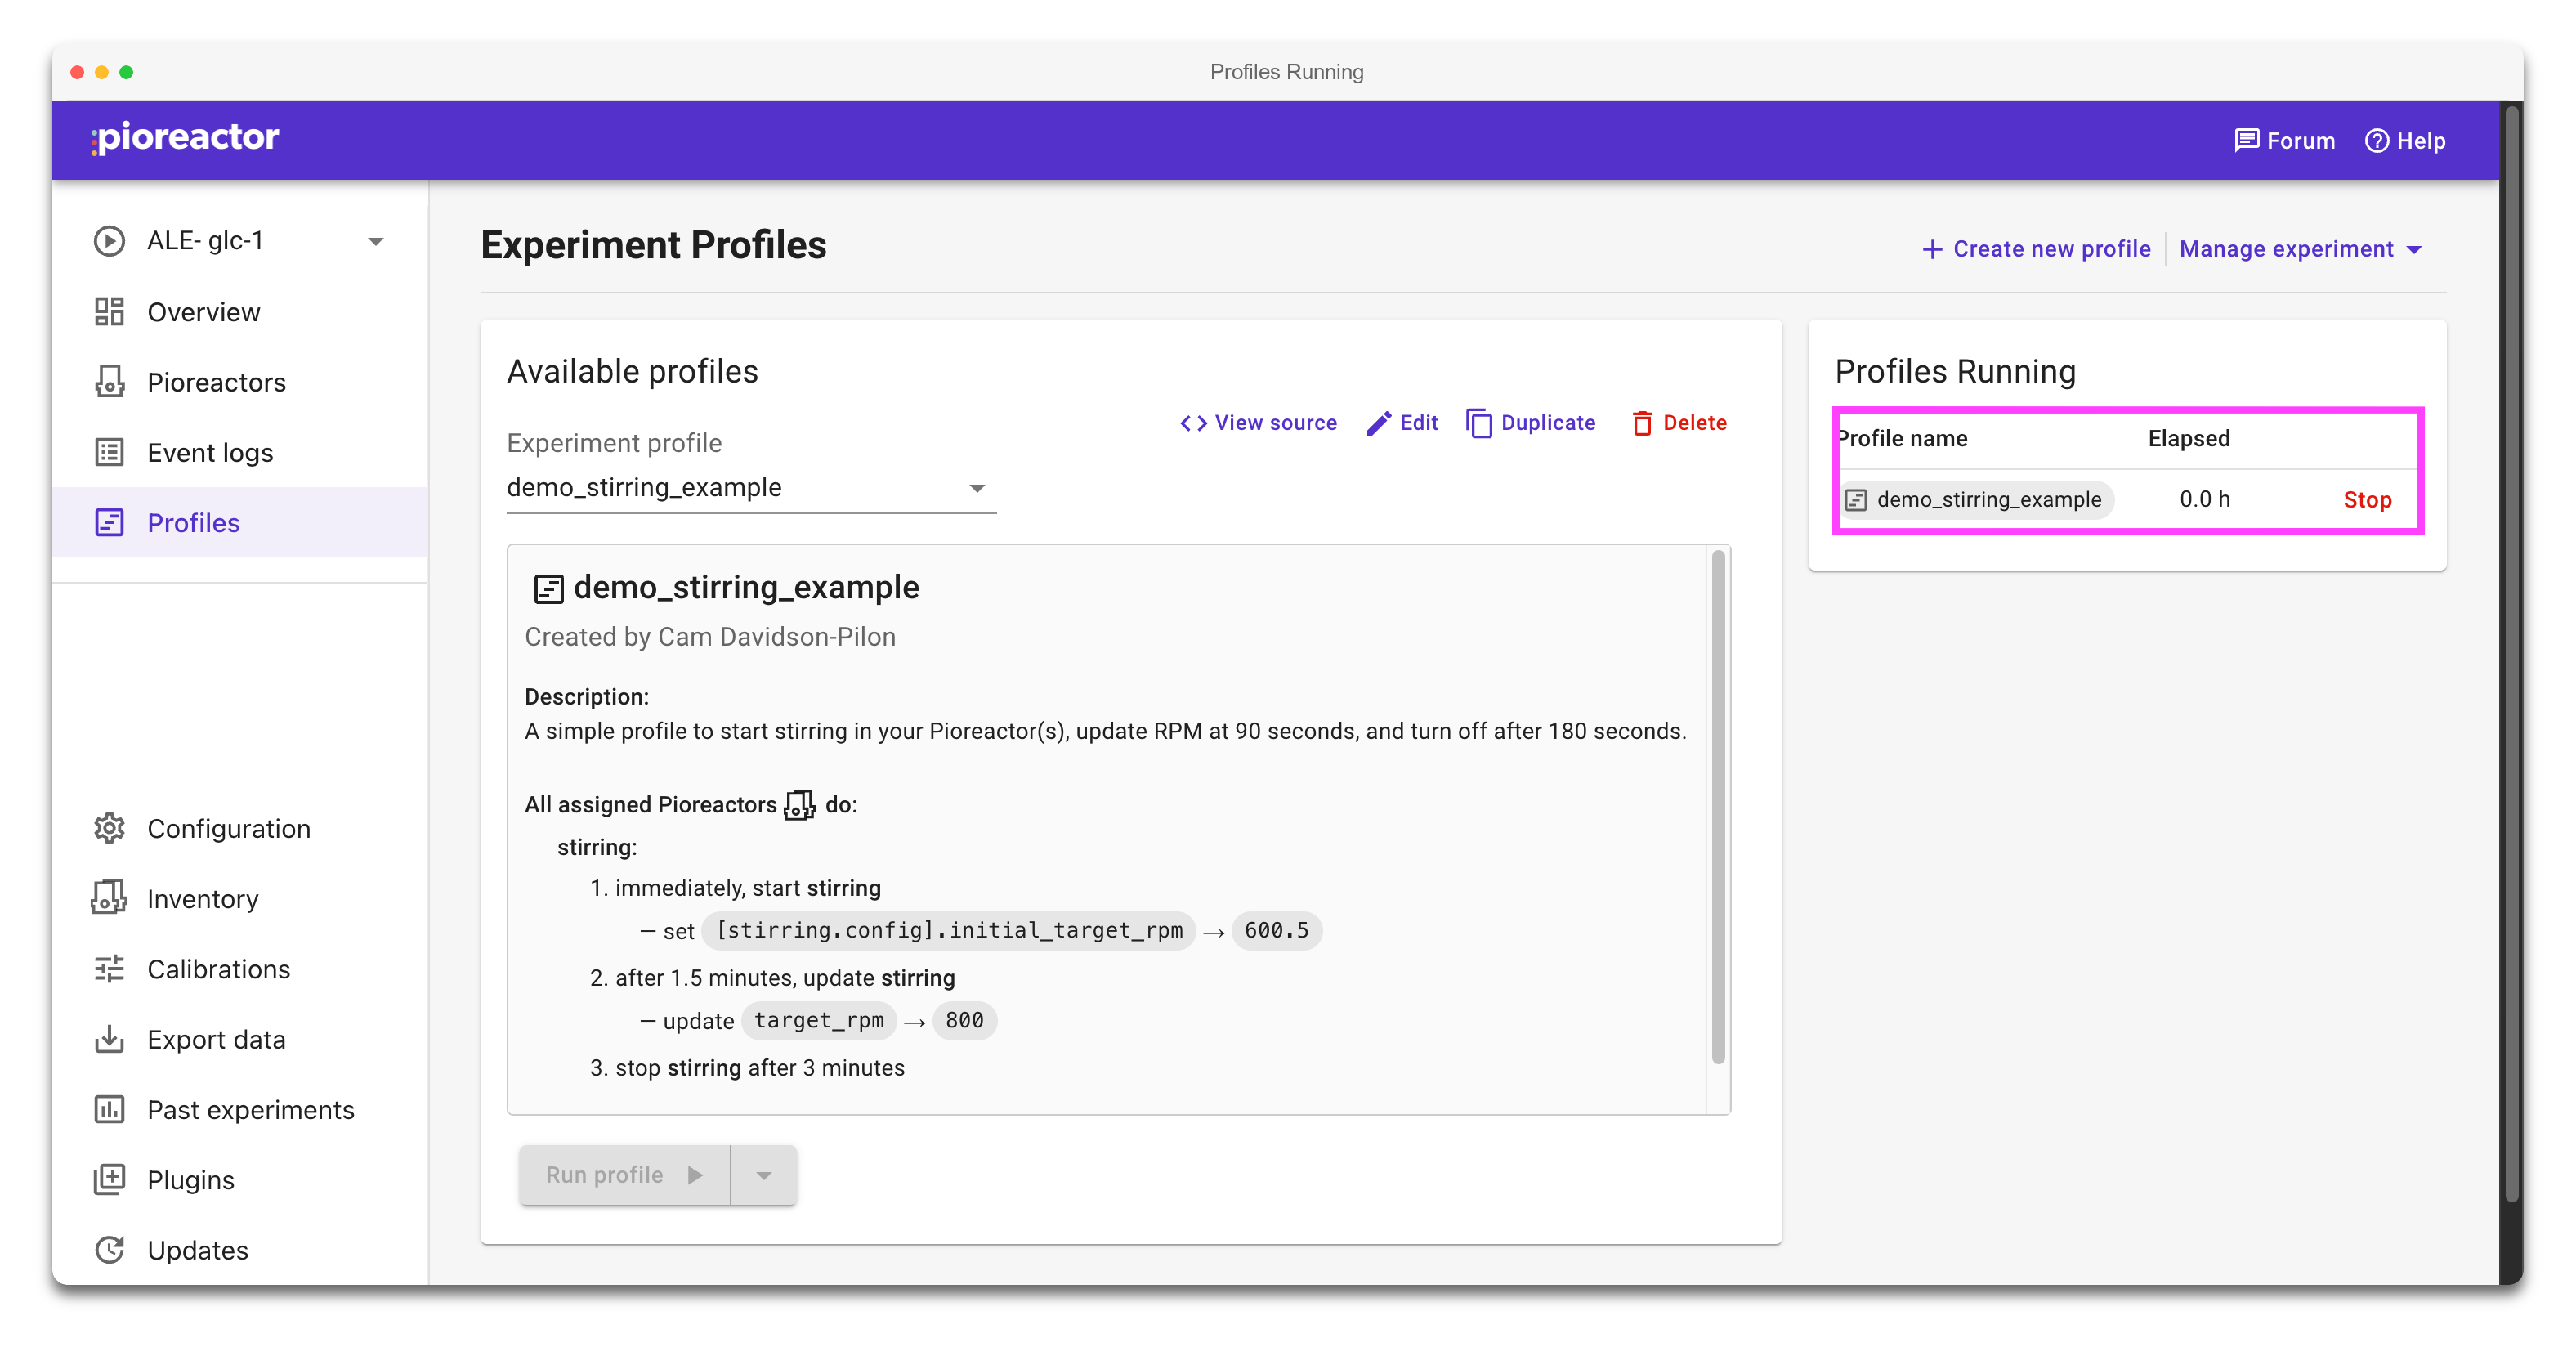 Profiles Running
pioreactor
Forum
Help
ALE- glc-1
Overview
Pioreactors
Event logs
Profiles
Configuration
Inventory
Calibrations
Export data
Past experiments
Plugins
Updates
Experiment Profiles
Create new profile
Manage experiment
Available profiles
View source
Edit
Duplicate
Delete
Experiment profile
demo_stirring_example
demo_stirring_example
Created by Cam Davidson-Pilon
Description:
A simple profile to start stirring in your Pioreactor(s), update RPM at 90 seconds, and turn off after 180 seconds.
All assigned Pioreactors do:
stirring:
1. immediately, start stirring
— set [stirring.config].initial_target_rpm → 600.5
2. after 1.5 minutes, update stirring
— update target_rpm → 800
3. stop stirring after 3 minutes
Run profile
Profiles Running
Profile name Elapsed
demo_stirring_example 0.0 h Stop